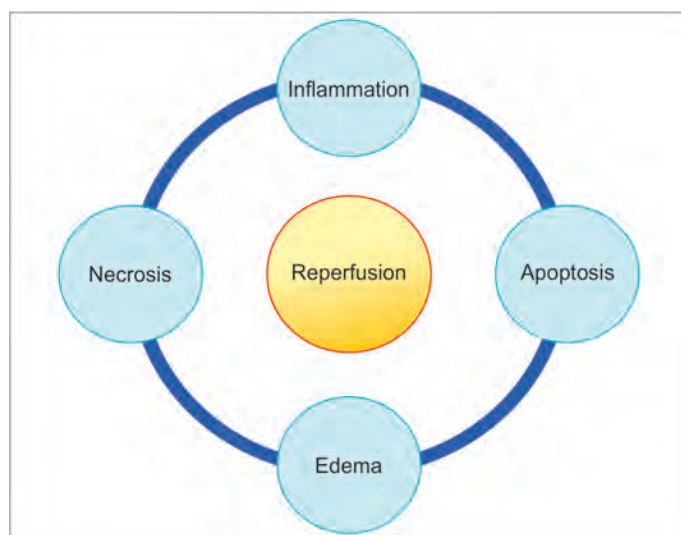 Inflammation
Necrosis
Reperfusion
Apoptosis
Edema